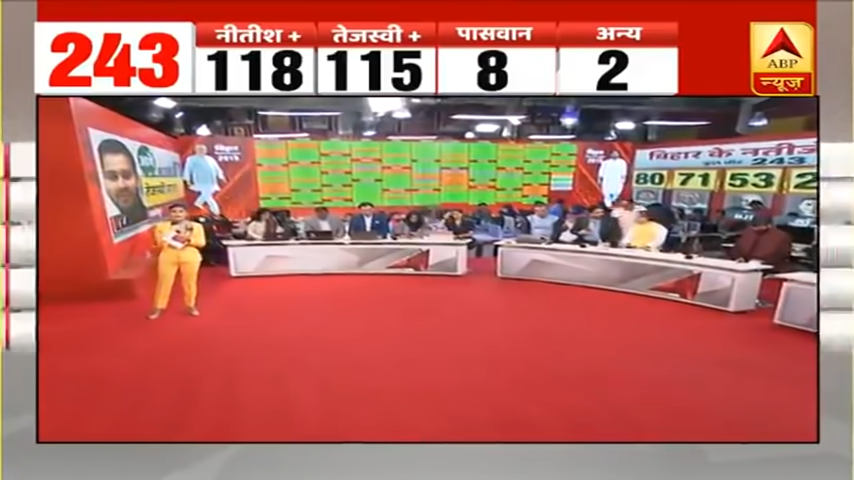 243
नीतीश + तेजस्वी + पासवान अन्य
118 115 8 2
ABP
न्यूज़
बिहार के नतीजे
कुल सीट 243
80 71 53 2
बिहार